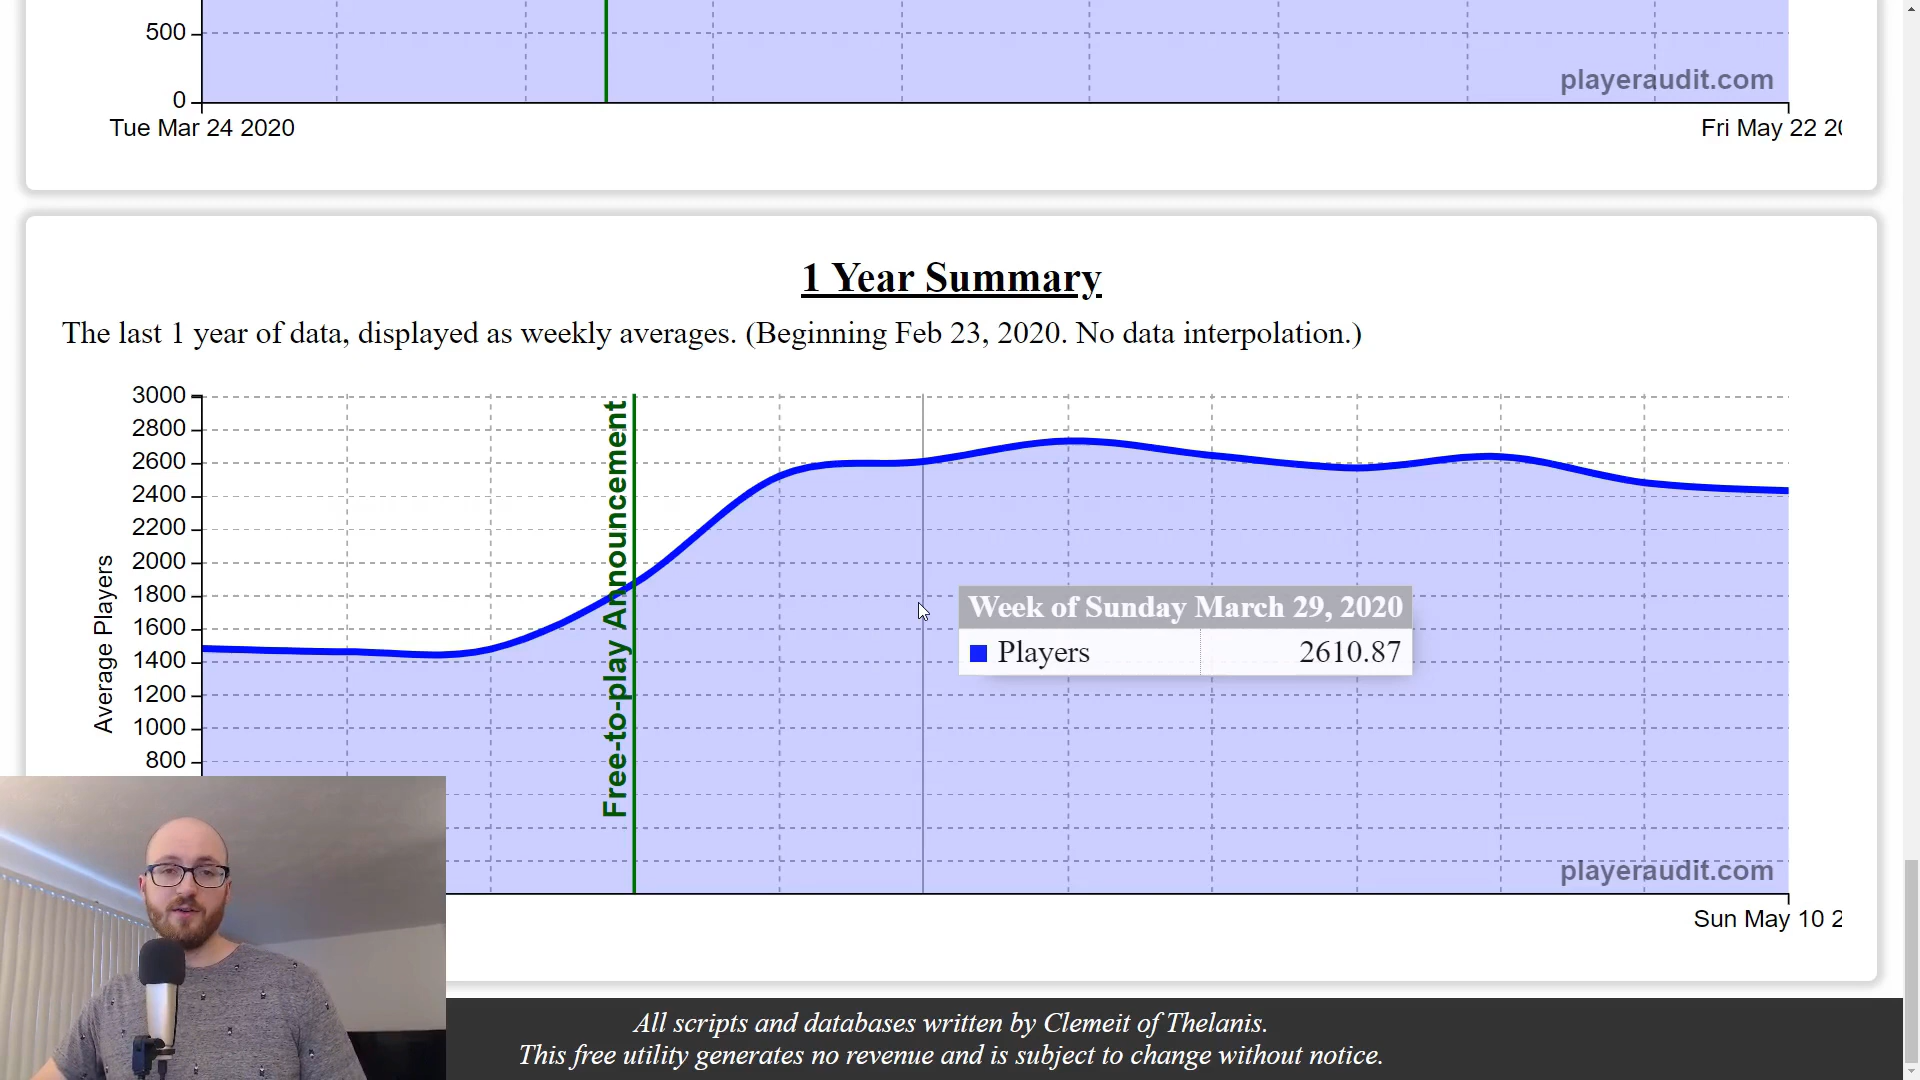 500
0
playeraudit.com
Tue Mar 24 2020
Fri May 22 20
1 Year Summary
The last 1 year of data, displayed as weekly averages. (Beginning Feb 23, 2020. No data interpolation.)
3000
2800
2600
2400
2200
2000
1800
1600
1400
1200
1000
800
Average Players
Free-to-play Announcement
Week of Sunday March 29, 2020
Players 2610.87
playeraudit.com
Sun May 10 2
All scripts and databases written by Clemeit of Thelanis.
This free utility generates no revenue and is subject to change without notice.